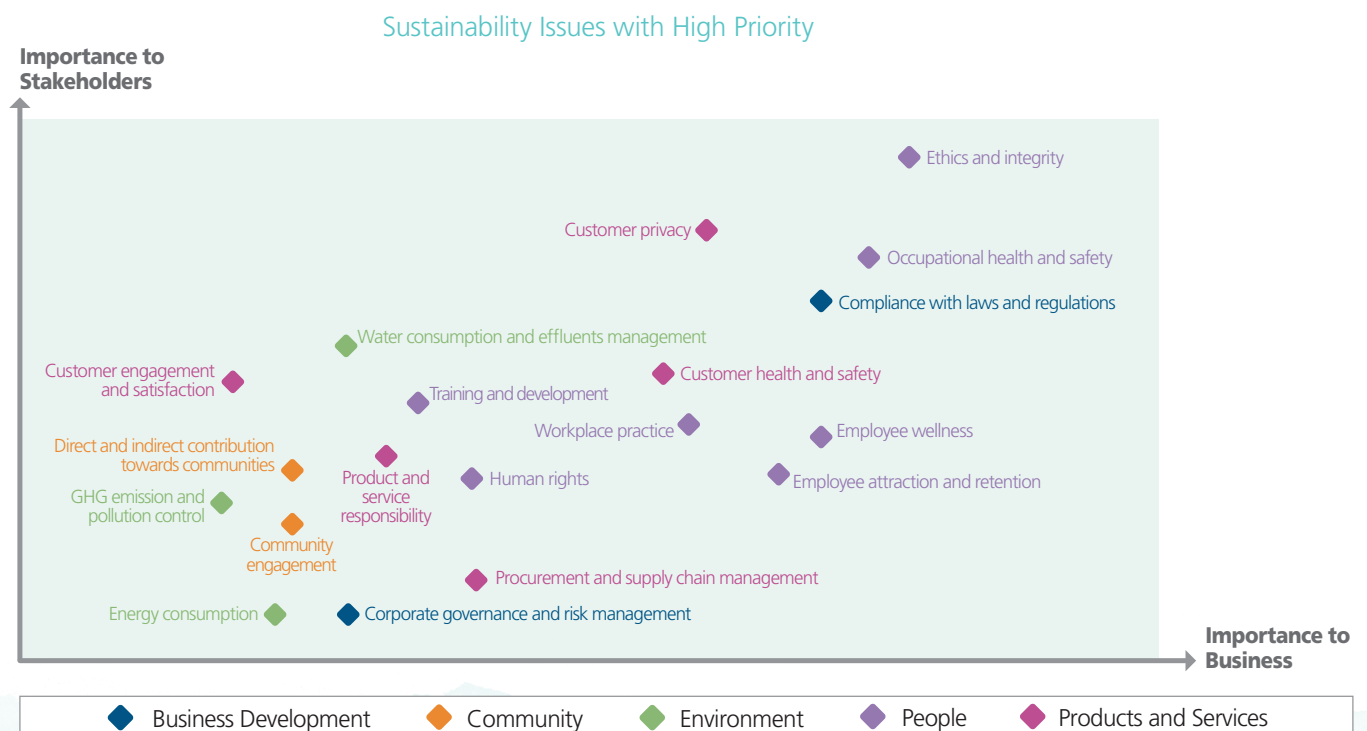 Sustainability Issues with High Priority
Importance to
Stakeholders
Ethics and integrity
Customer privacy
Occupational health and safety
Compliance with laws and regulations
Water consumption and effluents management
Customer engagement
and satisfaction
Customer health and safety
Training and development
Workplace practice
Employee wellness
Direct and indirect contribution
towards communities
Product and
service
responsibility
Human rights
Employee attraction and retention
GHG emission and
pollution control
Community
engagement
Procurement and supply chain management
Energy consumption
Corporate governance and risk management
Importance to
Business
Business Development
Community
Environment
People
Products and Services